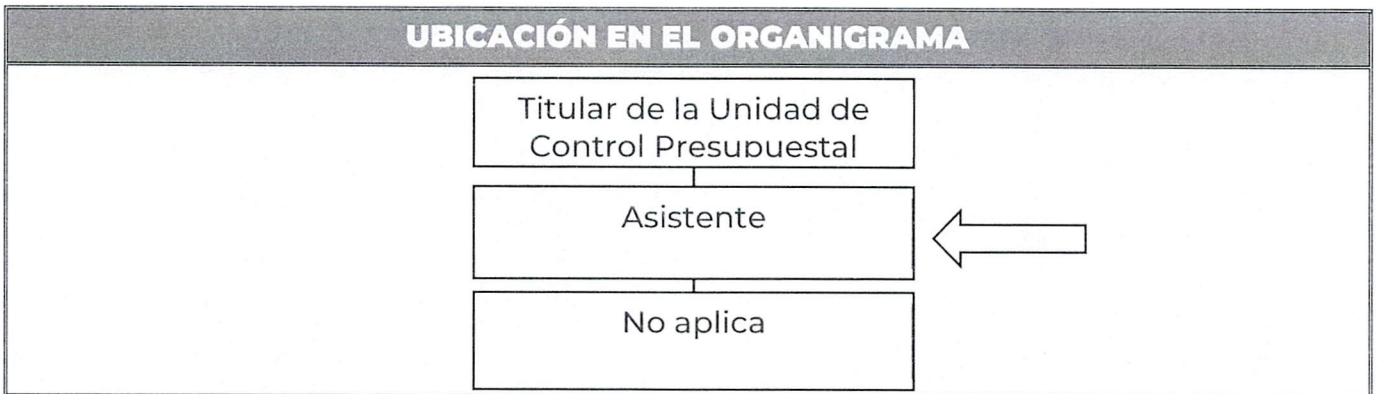 UBICACIÓN EN EL ORGANIGRAMA
Titular de la Unidad de
Control Presupuestal
Asistente
No aplica